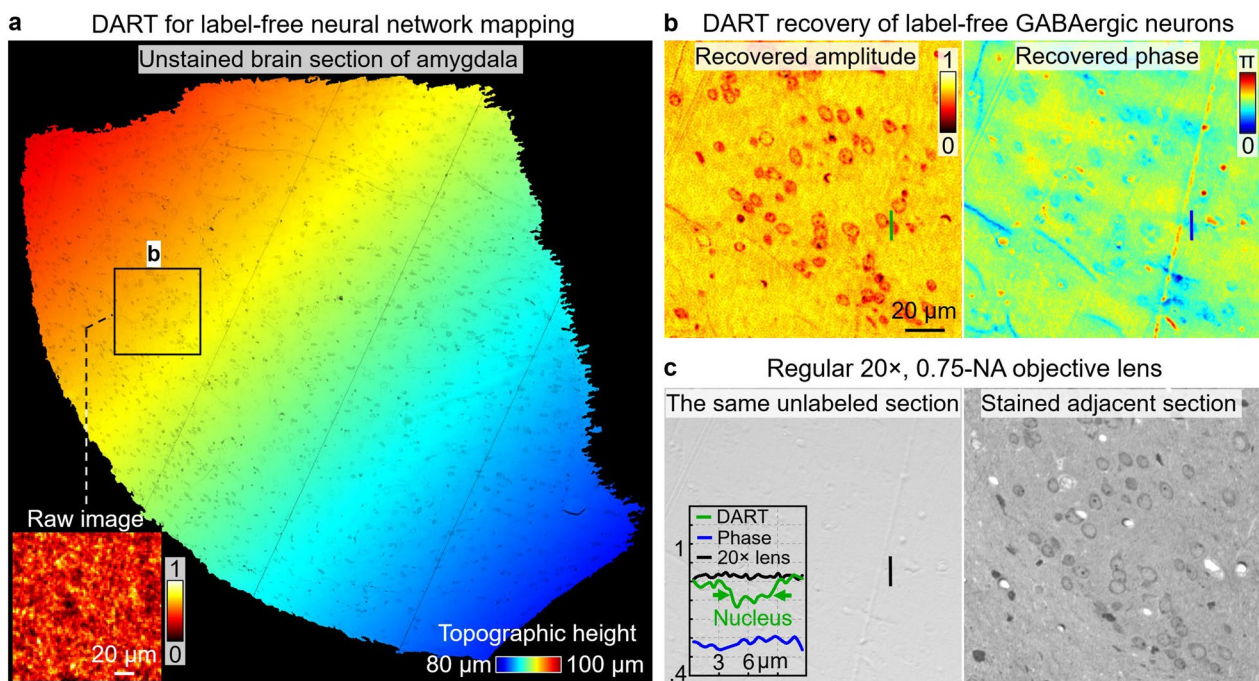 a DART for label-free neural network mapping
Unstained brain section of amygdala
b
Raw image
1
0
20 μm
Topographic height
80 μm 100 μm
b DART recovery of label-free GABAergic neurons
Recovered amplitude
1
0
20 μm
Recovered phase
π
0
c Regular 20×, 0.75-NA objective lens
The same unlabeled section
DART
Phase
20× lens
1
Nucleus
.4
3 6 μm
Stained adjacent section